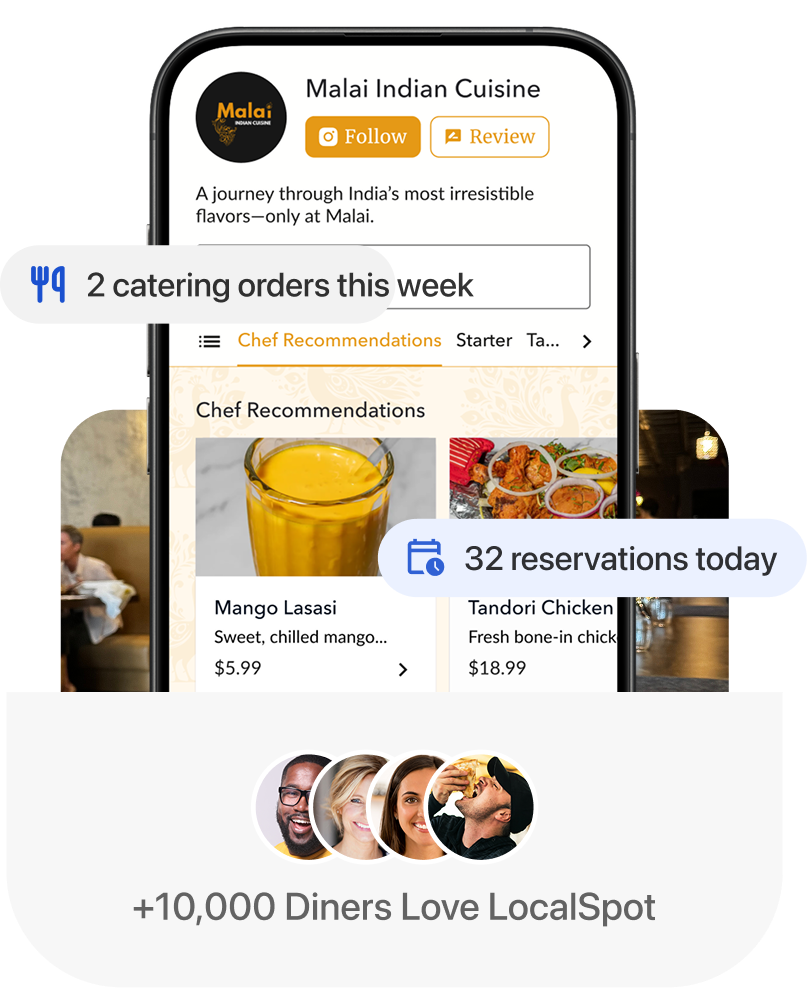 Malai Indian Cuisine
Malai
INDIAN CUISINE
Follow
Review
A journey through India’s most irresistible
flavors—only at Malai.
2 catering orders this week
Chef Recommendations Starter Ta...
Chef Recommendations
32 reservations today
Mango Lasasi
Sweet, chilled mango...
$5.99
Tandori Chicken
Fresh bone-in chick
$18.99
+10,000 Diners Love LocalSpot